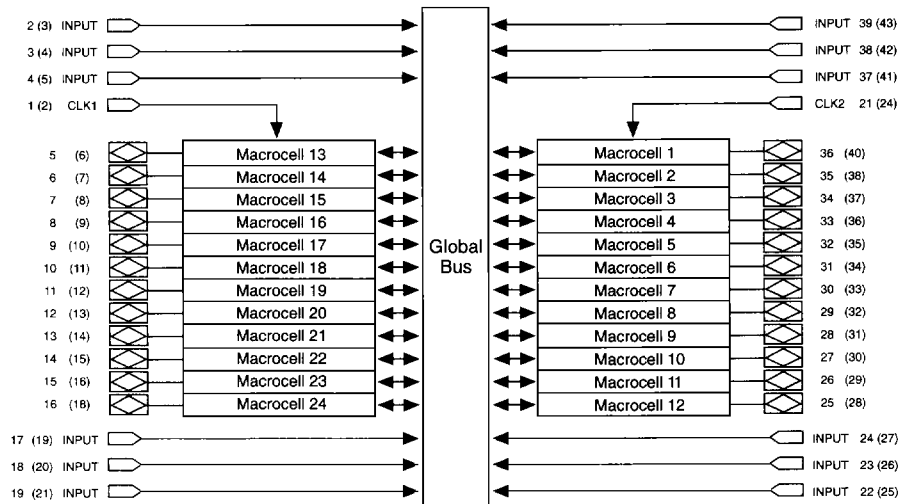 2 (3) INPUT INPUT 39 (43)
3 (4) INPUT INPUT 38 (42)
4 (5) INPUT INPUT 37 (41)
1 (2) CLK1 CLK2 21 (24)
5 (6) Macrocell 13 Macrocell 1 36 (40)
6 (7) Macrocell 14 Macrocell 2 35 (38)
7 (8) Macrocell 15 Macrocell 3 34 (37)
8 (9) Macrocell 16 Macrocell 4 33 (36)
9 (10) Macrocell 17 Macrocell 5 32 (35)
Global
Bus
10 (11) Macrocell 18 Macrocell 6 31 (34)
11 (12) Macrocell 19 Macrocell 7 30 (33)
12 (13) Macrocell 20 Macrocell 8 29 (32)
13 (14) Macrocell 21 Macrocell 9 28 (31)
14 (15) Macrocell 22 Macrocell 10 27 (30)
15 (16) Macrocell 23 Macrocell 11 26 (29)
16 (18) Macrocell 24 Macrocell 12 25 (28)
17 (19) INPUT INPUT 24 (27)
18 (20) INPUT INPUT 23 (26)
19 (21) INPUT INPUT 22 (25)